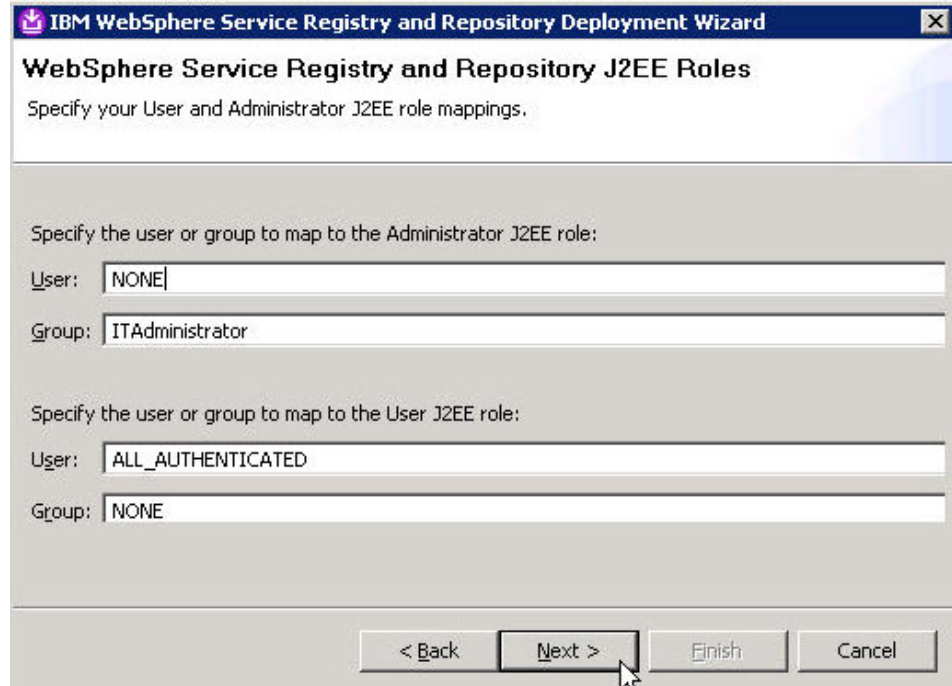 IBM WebSphere Service Registry and Repository Deployment Wizard
WebSphere Service Registry and Repository J2EE Roles
Specify your User and Administrator J2EE role mappings.
Specify the user or group to map to the Administrator J2EE role:
User: NONE
Group: ITAdministrator
Specify the user or group to map to the User J2EE role:
User: ALL_AUTHENTICATED
Group: NONE
< Back Next > Finish Cancel